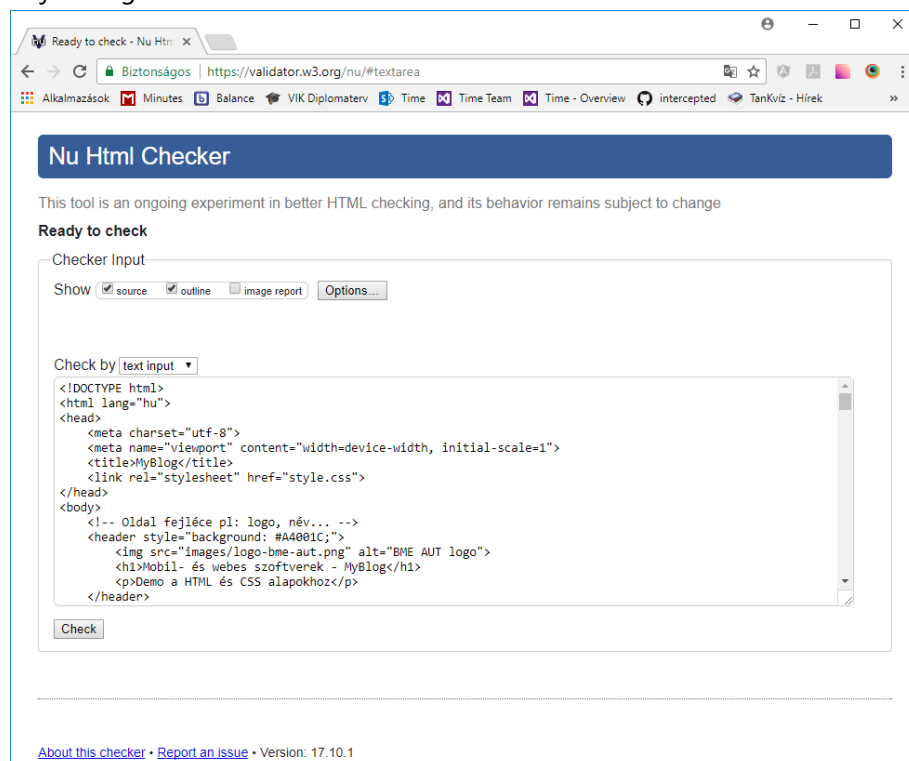 Ready to check - Nu Htm
Biztonságos | https://validator.w3.org/nu/#textarea
Alkalmazások Minutes Balance VIK Diplomaterv Time Time Team Time - Overview intercepted TanKvíz - Hírek »
Nu Html Checker
This tool is an ongoing experiment in better HTML checking, and its behavior remains subject to change
Ready to check
Checker Input
Show source outline image report Options...
Check by text input
<!DOCTYPE html>
<html lang="hu">
<head>
    <meta charset="utf-8">
    <meta name="viewport" content="width=device-width, initial-scale=1">
    <title>MyBlog</title>
    <link rel="stylesheet" href="style.css">
</head>
<body>
    <!-- Oldal fejléce pl: logo, név... -->
    <header style="background: #A4001C;">
        <img src="images/logo-bme-aut.png" alt="BME AUT logo">
        <h1>Mobil- és webes szoftverek - MyBlog</h1>
        <p>Demo a HTML és CSS alapokhoz</p>
    </header>
Check
About this checker • Report an issue • Version: 17.10.1